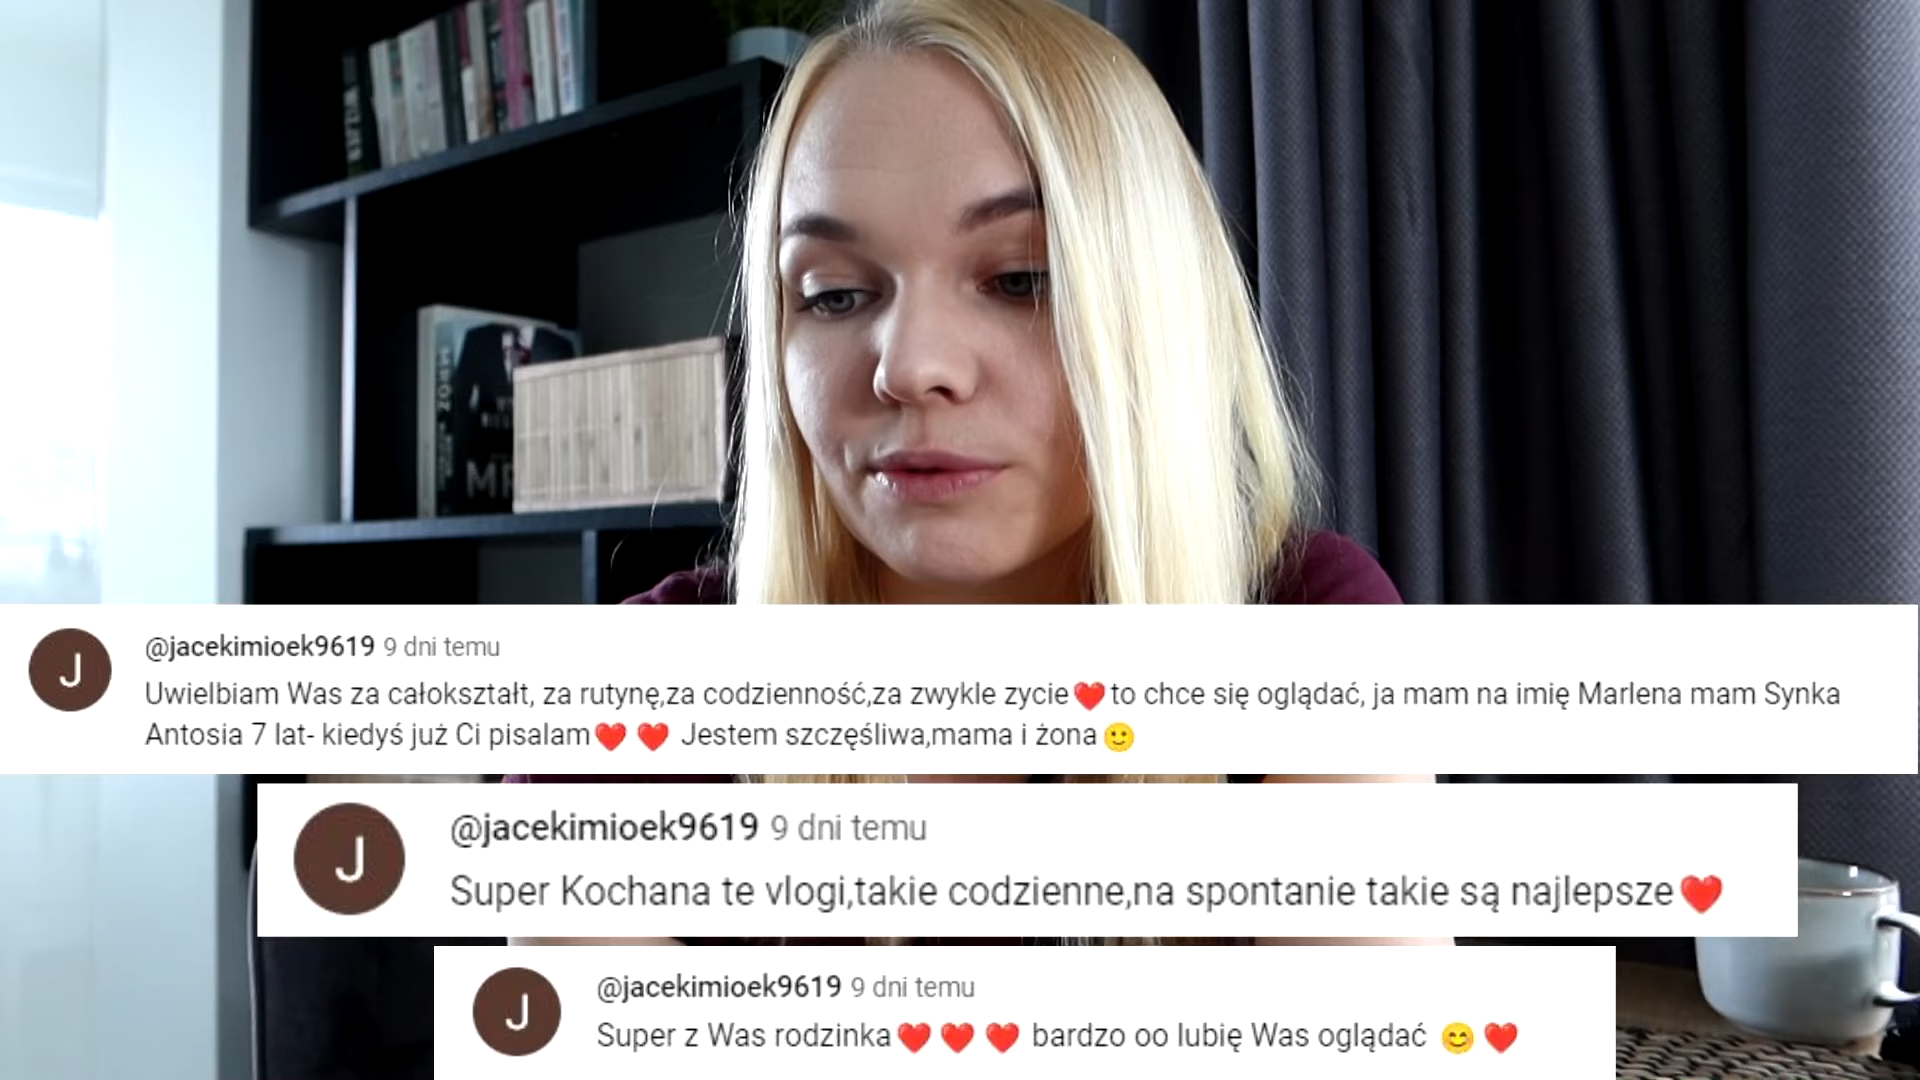 MR
@jacekimioek9619 9 dni temu
Uwielbiam Was za całokształt, za rutynę,za codzienność,za zwykle zycie❤️to chce się oglądać, ja mam na imię Marlena mam Synka
Antosia 7 lat- kiedyś już Ci pisalam❤️ ❤️ Jestem szczęśliwa,mama i żona🙂
J
@jacekimioek9619 9 dni temu
Super Kochana te vlogi,takie codzienne,na spontanie takie są najlepsze❤️
J
@jacekimioek9619 9 dni temu
Super z Was rodzinka❤️ ❤️ ❤️ bardzo oo lubię Was oglądać 😊 ❤️
J